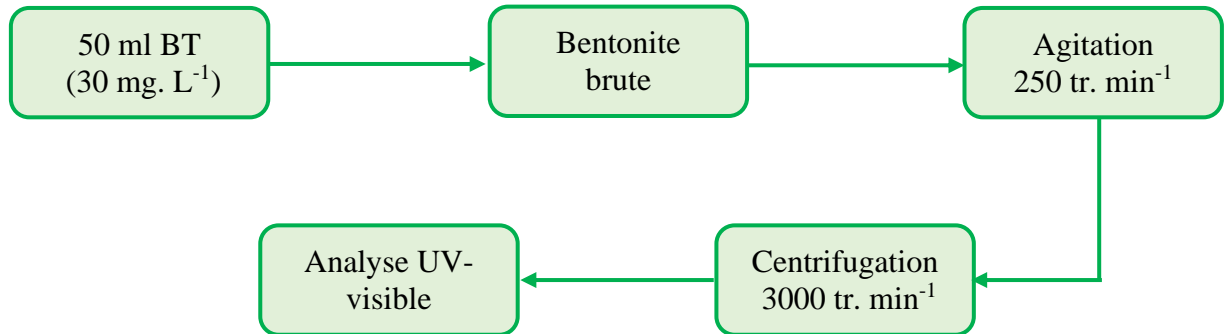 50 ml BT
(30 mg. L⁻¹)
Bentonite
brute
Agitation
250 tr. min⁻¹
Centrifugation
3000 tr. min⁻¹
Analyse UV-
visible